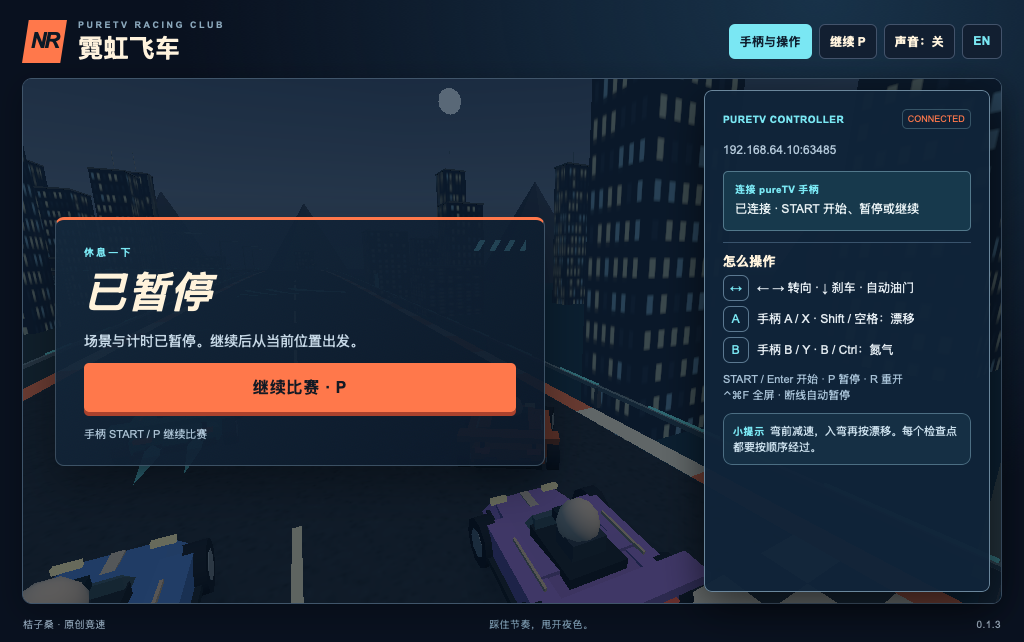 NR
PURETV RACING CLUB
霓虹飞车
手柄与操作
继续 P
声音：关
EN
休息一下
已暂停
场景与计时已暂停。继续后从当前位置出发。
继续比赛 · P
手柄 START / P 继续比赛
PURETV CONTROLLER
CONNECTED
192.168.64.10:63485
连接 pureTV 手柄
已连接 · START 开始、暂停或继续
怎么操作
↔ ←→ 转向 · ↓ 刹车 · 自动油门
A 手柄 A / X · Shift / 空格：漂移
B 手柄 B / Y · B / Ctrl：氮气
START / Enter 开始 · P 暂停 · R 重开
^⌘F 全屏 · 断线自动暂停
小提示 弯前减速，入弯再按漂移。每个检查点
都要按顺序经过。
桔子桑 · 原创竞速
踩住节奏，甩开夜色。
0.1.3